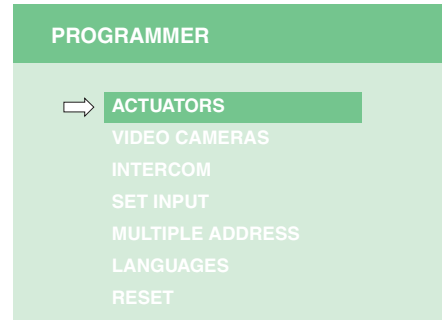 PROGRAMMER
ACTUATORS
VIDEO CAMERAS
INTERCOM
SET INPUT
MULTIPLE ADDRESS
LANGUAGES
RESET